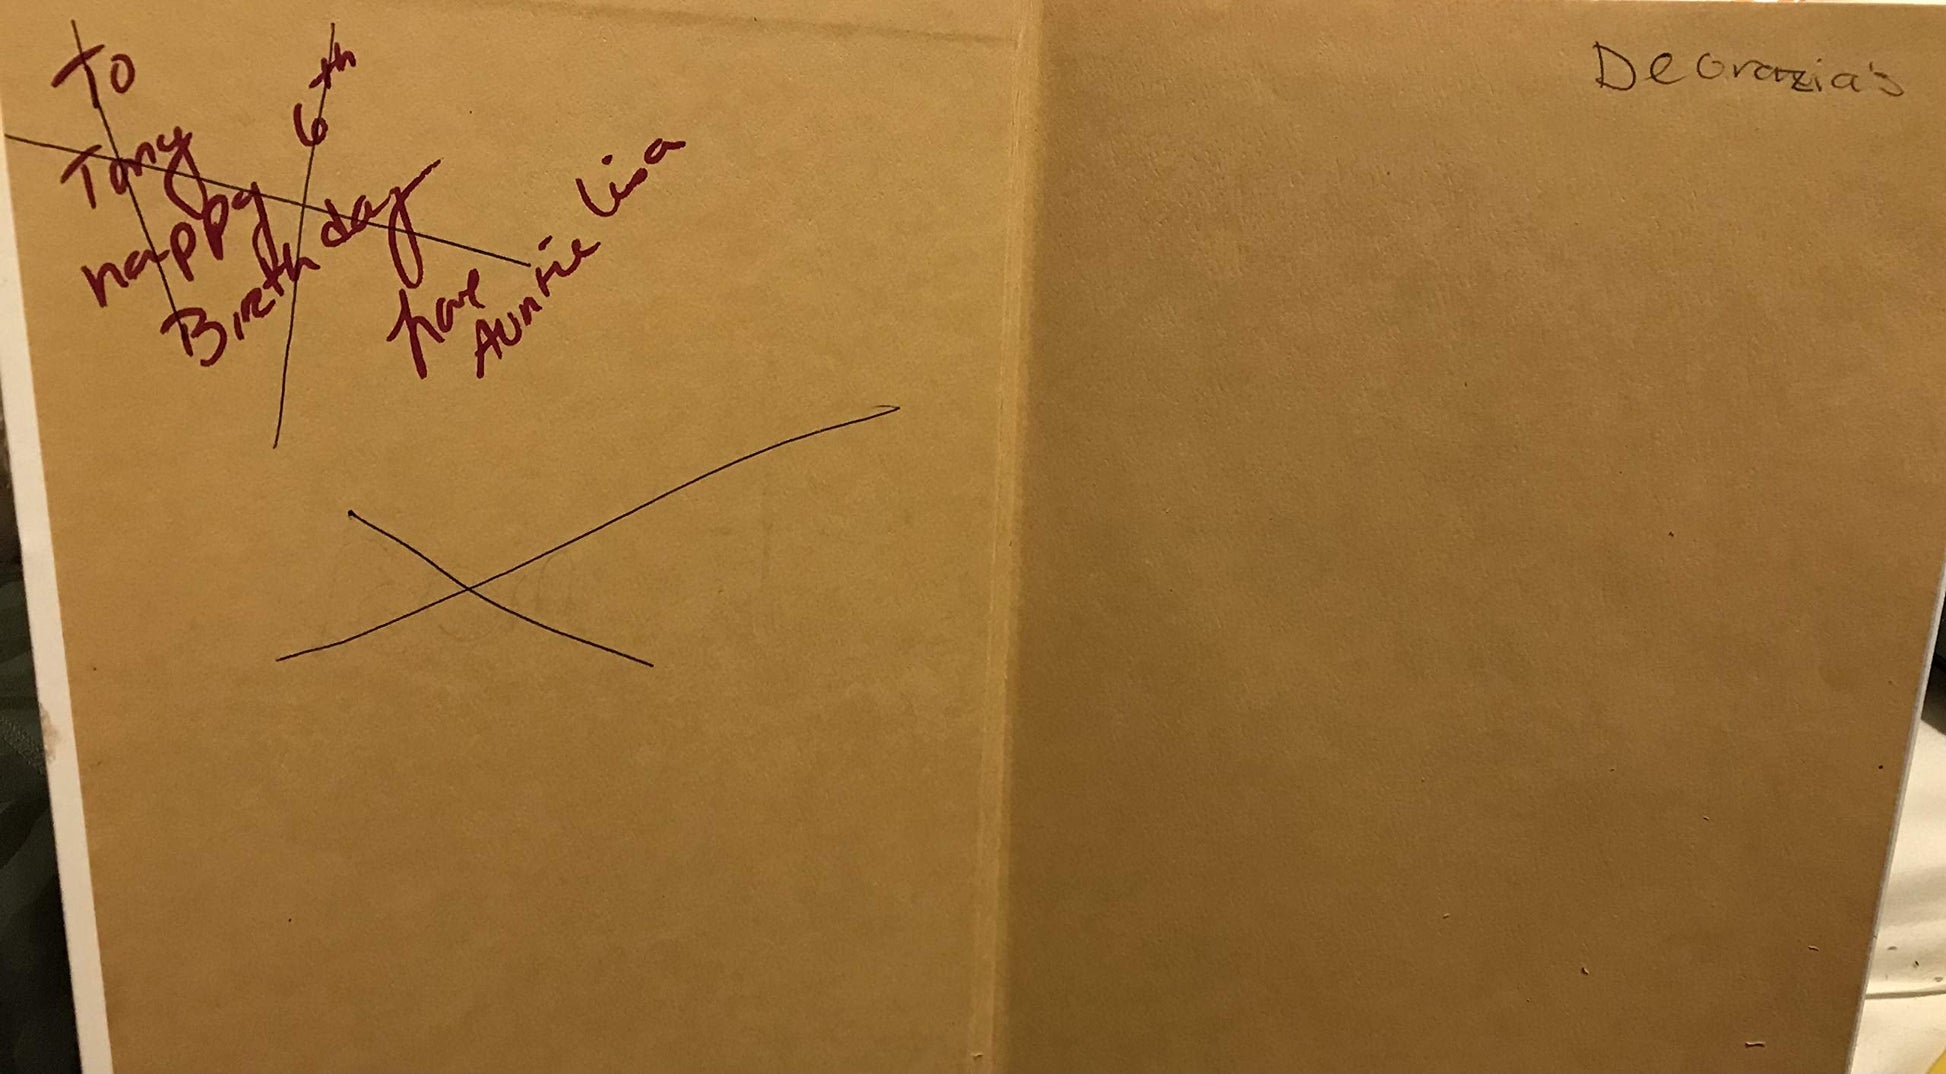 To
Tony
happy 6th
Birthday
Love
Auntie Lisa
DeGrazia's